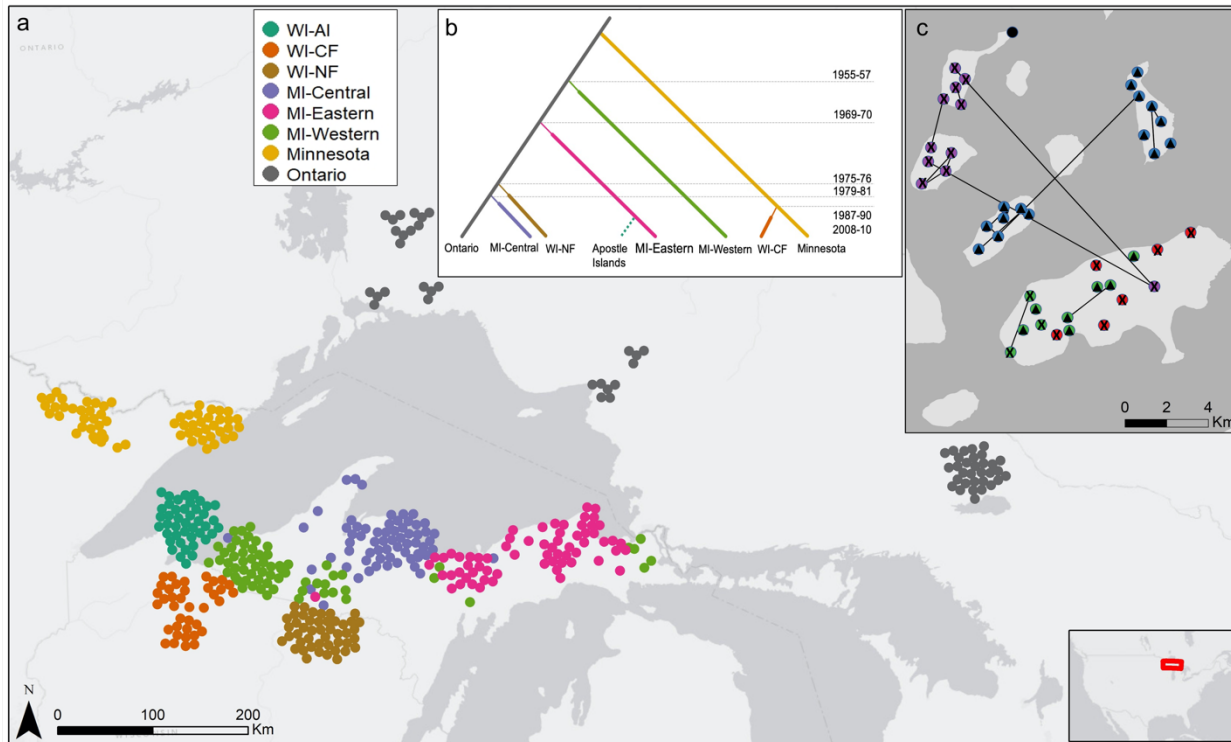 a
ONTARIO
WI-AI
WI-CF
WI-NF
MI-Central
MI-Eastern
MI-Western
Minnesota
Ontario
b
1955-57
1969-70
1975-76
1979-81
1987-90
2008-10
Ontario MI-Central WI-NF Apostle Islands MI-Eastern MI-Western WI-CF Minnesota
c
X X X X X X
X X X X
X X X X X X X
X X X
0 2 4
Km
N
0 100 200
Km
WISCONSIN